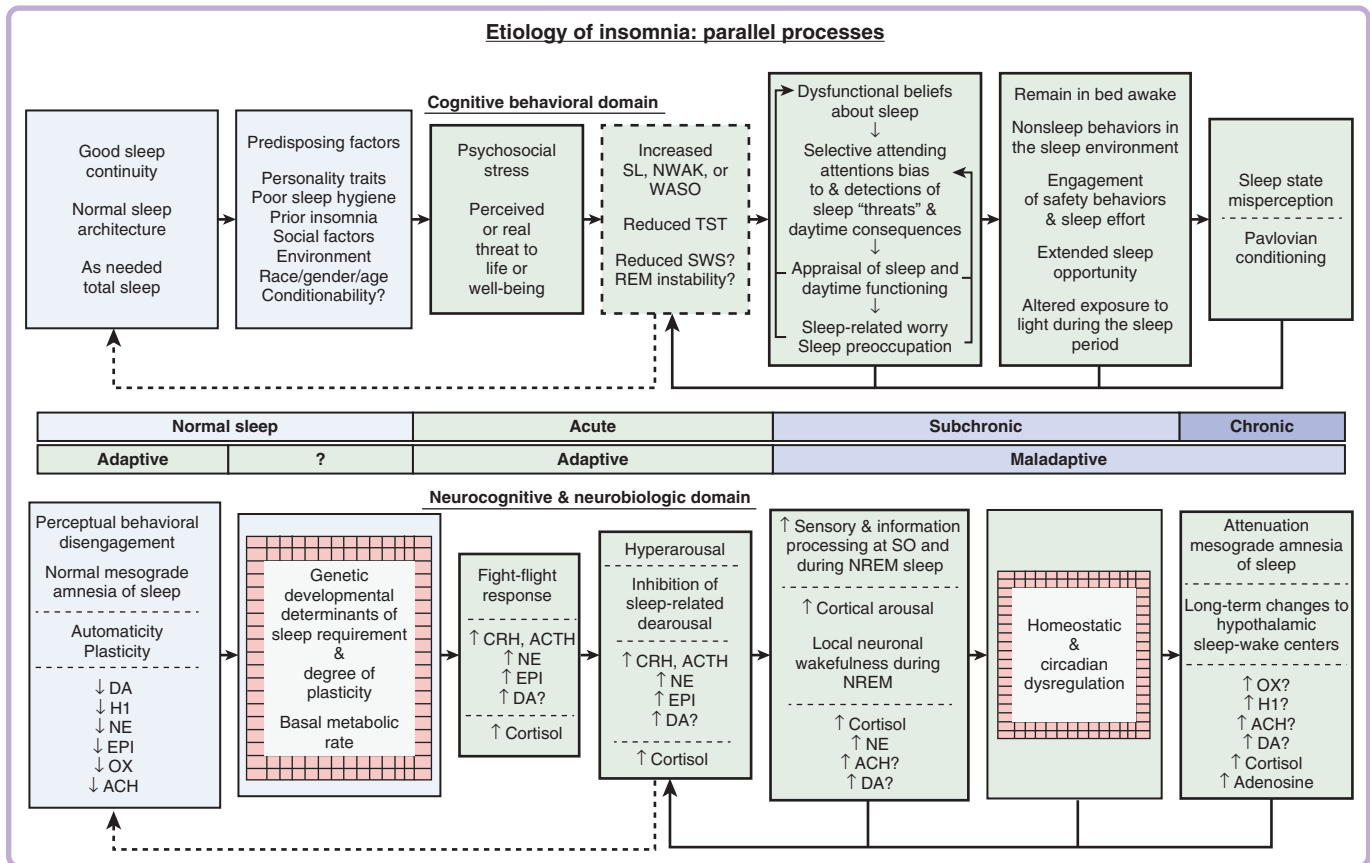 Etiology of insomnia: parallel processes
Cognitive behavioral domain
Good sleep
continuity
Normal sleep
architecture
As needed
total sleep
Predisposing factors
Personality traits
Poor sleep hygiene
Prior insomnia
Social factors
Environment
Race/gender/age
Conditionability?
Psychosocial
stress
Perceived
or real
threat to
life or
well-being
Increased
SL, NWAK, or
WASO
Reduced TST
Reduced SWS?
REM instability?
Dysfunctional beliefs
about sleep
↓
Selective attending
attentions bias
to & detections of
sleep “threats” &
daytime consequences
↓
Appraisal of sleep and
daytime functioning
↓
Sleep-related worry
Sleep preoccupation
Remain in bed awake
Nonsleep behaviors in
the sleep environment
Engagement
of safety behaviors
& sleep effort
Extended sleep
opportunity
Altered exposure to
light during the sleep
period
Sleep state
misperception
Pavlovian
conditioning
Normal sleep
Acute
Subchronic
Chronic
Adaptive
?
Adaptive
Maladaptive
Neurocognitive & neurobiologic domain
Perceptual behavioral
disengagement
Normal mesograde
amnesia of sleep
Automaticity
Plasticity
↓ DA
↓ H1
↓ NE
↓ EPI
↓ OX
↓ ACH
Genetic
developmental
determinants of
sleep requirement
&
degree of
plasticity
Basal metabolic
rate
Fight-flight
response
↑ CRH, ACTH
↑ NE
↑ EPI
↑ DA?
↑ Cortisol
Hyperarousal
Inhibition of
sleep-related
dearousal
↑ CRH, ACTH
↑ NE
↑ EPI
↑ DA?
↑ Cortisol
↑ Sensory & information
processing at SO and
during NREM sleep
↑ Cortical arousal
Local neuronal
wakefulness during
NREM
↑ Cortisol
↑ NE
↑ ACH?
↑ DA?
Homeostatic
&
circadian
dysregulation
Attenuation
mesograde amnesia
of sleep
Long-term changes to
hypothalamic
sleep-wake centers
↑ OX?
↑ H1?
↑ ACH?
↑ DA?
↑ Cortisol
↑ Adenosine